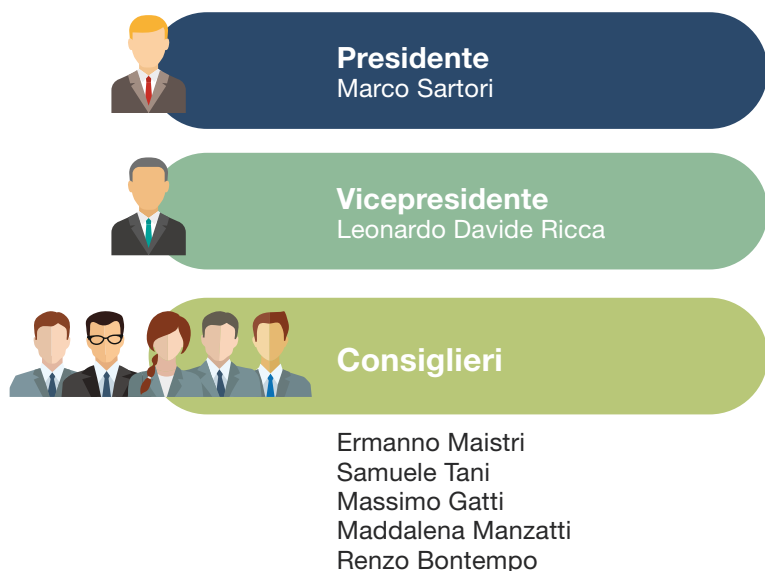 Presidente
Marco Sartori
Vicepresidente
Leonardo Davide Ricca
Consiglieri
Ermanno Maistri
Samuele Tani
Massimo Gatti
Maddalena Manzatti
Renzo Bontempo